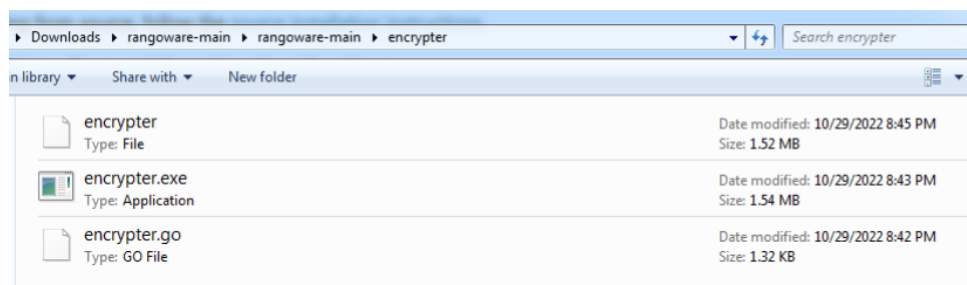 Downloads ▸ rangoware-main ▸ rangoware-main ▸ encrypter
Search encrypter
n library
Share with
New folder
encrypter
Type: File
Date modified: 10/29/2022 8:45 PM
Size: 1.52 MB
encrypter.exe
Type: Application
Date modified: 10/29/2022 8:43 PM
Size: 1.54 MB
encrypter.go
Type: GO File
Date modified: 10/29/2022 8:42 PM
Size: 1.32 KB